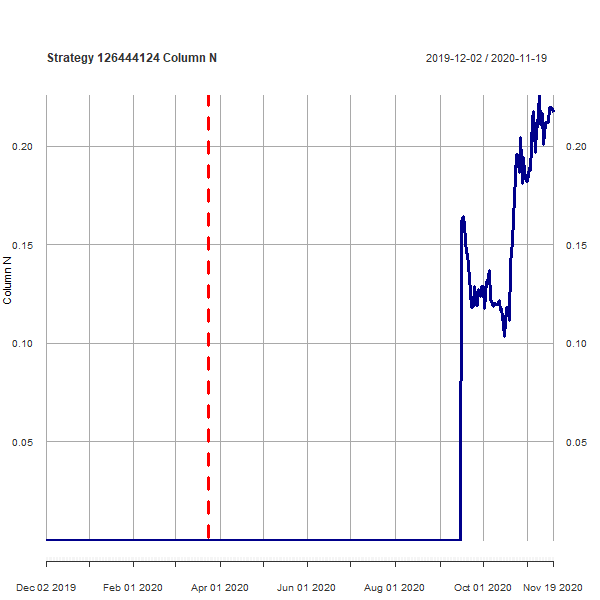 Strategy 126444124 Column N
2019-12-02 / 2020-11-19
0.20
0.20
0.15
0.15
Column N
0.10
0.10
0.05
0.05
Dec 02 2019
Feb 01 2020
Apr 01 2020
Jun 01 2020
Aug 01 2020
Oct 01 2020
Nov 19 2020